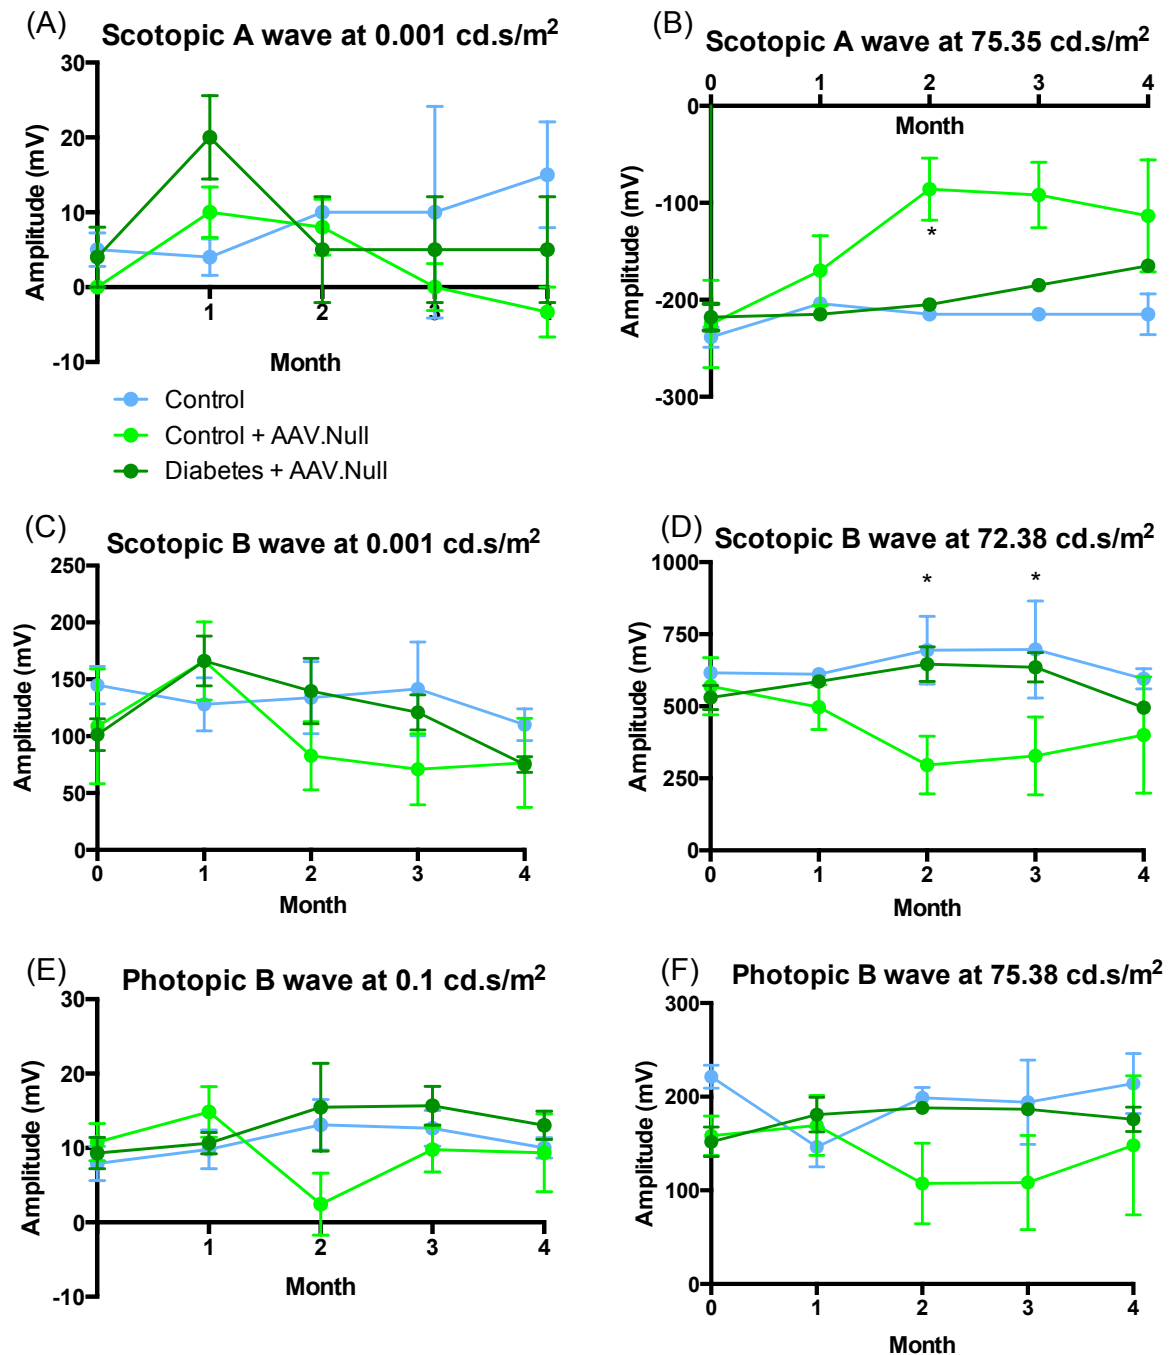 (A) Scotopic A wave at 0.001 cd.s/m²
30
20
10
0
-10
Amplitude (mV)
1 2 3
Month
Control
Control + AAV.Null
Diabetes + AAV.Null
(B) Scotopic A wave at 75.35 cd.s/m²
0 1 2 3 4
Month
0
-100
-200
-300
Amplitude (mV)
*
(C) Scotopic B wave at 0.001 cd.s/m²
250
200
150
100
50
0
Amplitude (mV)
0 1 2 3 4
Month
(D) Scotopic B wave at 72.38 cd.s/m²
1000
750
500
250
0
Amplitude (mV)
* *
0 1 2 3 4
Month
(E) Photopic B wave at 0.1 cd.s/m²
30
20
10
0
-10
Amplitude (mV)
1 2 3 4
Month
(F) Photopic B wave at 75.38 cd.s/m²
300
200
100
0
Amplitude (mV)
0 1 2 3 4
Month